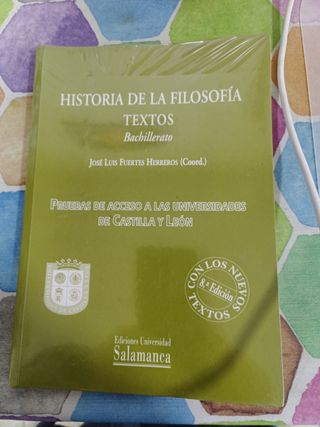 HISTORIA DE LA FILOSOFÍA
TEXTOS
Bachillerato
JOSÉ LUIS FUERTES HERREROS (Coord.)
PRUEBAS DE ACCESO A LAS UNIVERSIDADES
DE CASTILLA Y LEÓN
CON LOS NUEVOS
8.ª Edición
TEXTOS
Ediciones Universidad
Salamanca